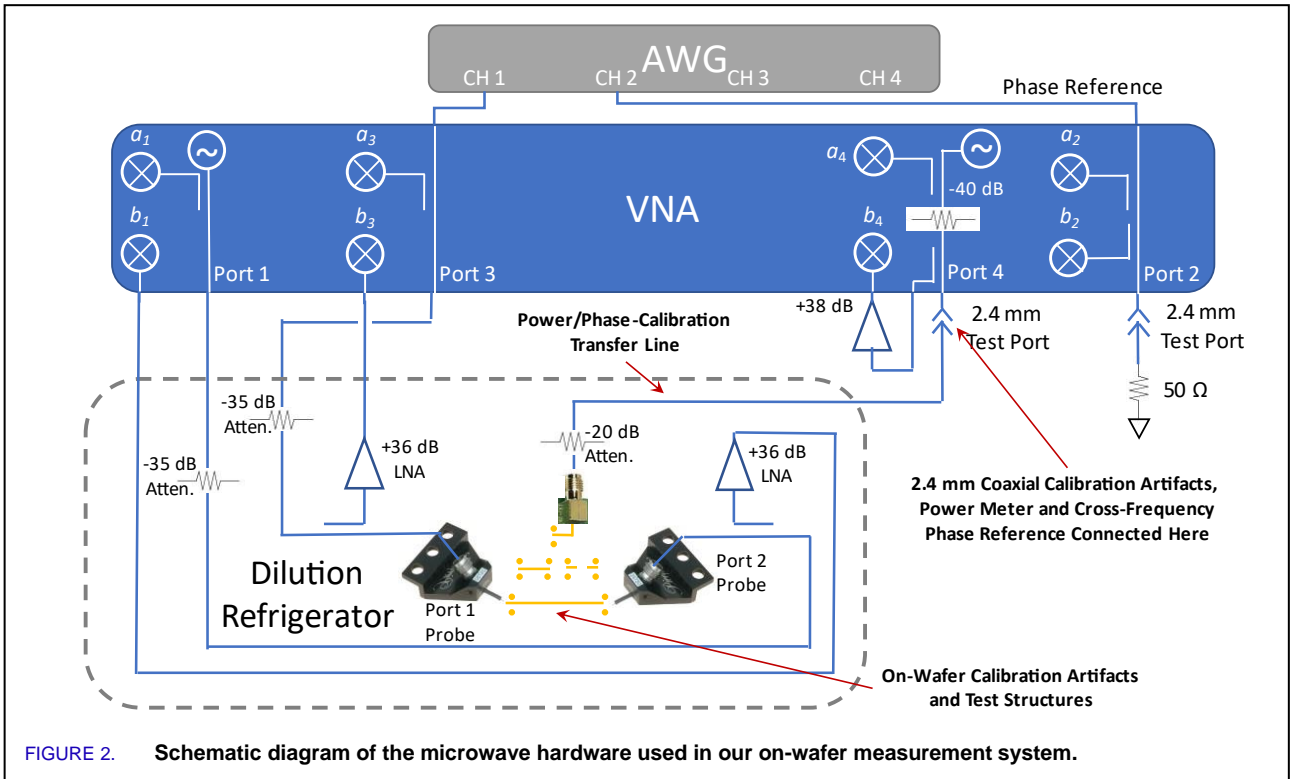 AWG
CH 1 CH 2 CH 3 CH 4
Phase Reference
a1
~
a3
a4
~
a2
-40 dB
VNA
b1
b3
b4
b2
Port 1
Port 3
Port 4
Port 2
+38 dB
2.4 mm
Test Port
2.4 mm
Test Port
50 Ω
Power/Phase-Calibration
Transfer Line
-35 dB
Atten.
-35 dB
Atten.
+36 dB
LNA
-20 dB
Atten.
+36 dB
LNA
2.4 mm Coaxial Calibration Artifacts,
Power Meter and Cross-Frequency
Phase Reference Connected Here
Dilution
Refrigerator
Port 1
Probe
Port 2
Probe
On-Wafer Calibration Artifacts
and Test Structures
FIGURE 2. Schematic diagram of the microwave hardware used in our on-wafer measurement system.